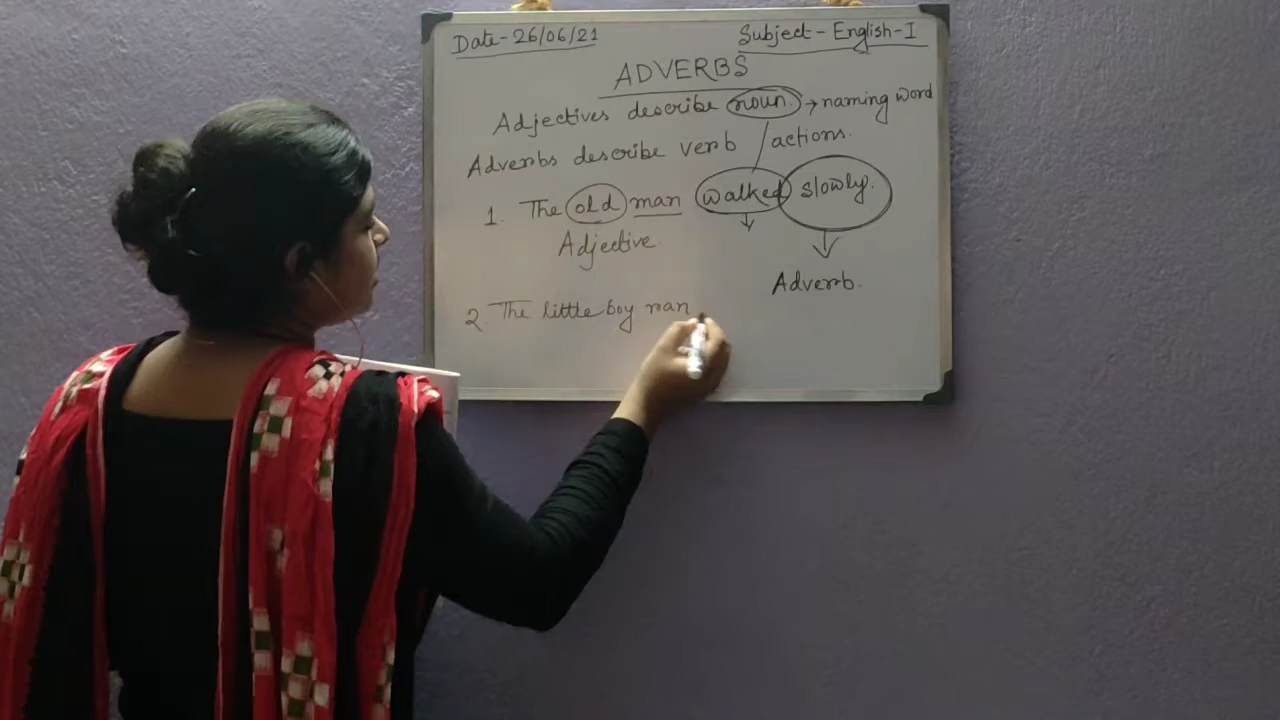 Date-26/06/21 Subject-English-I
ADVERBS
Adjectives describe noun. → naming word
Adverbs describe verb / actions.
1. The old man walked slowly.
Adjective.
Adverb.
2 The little boy ran